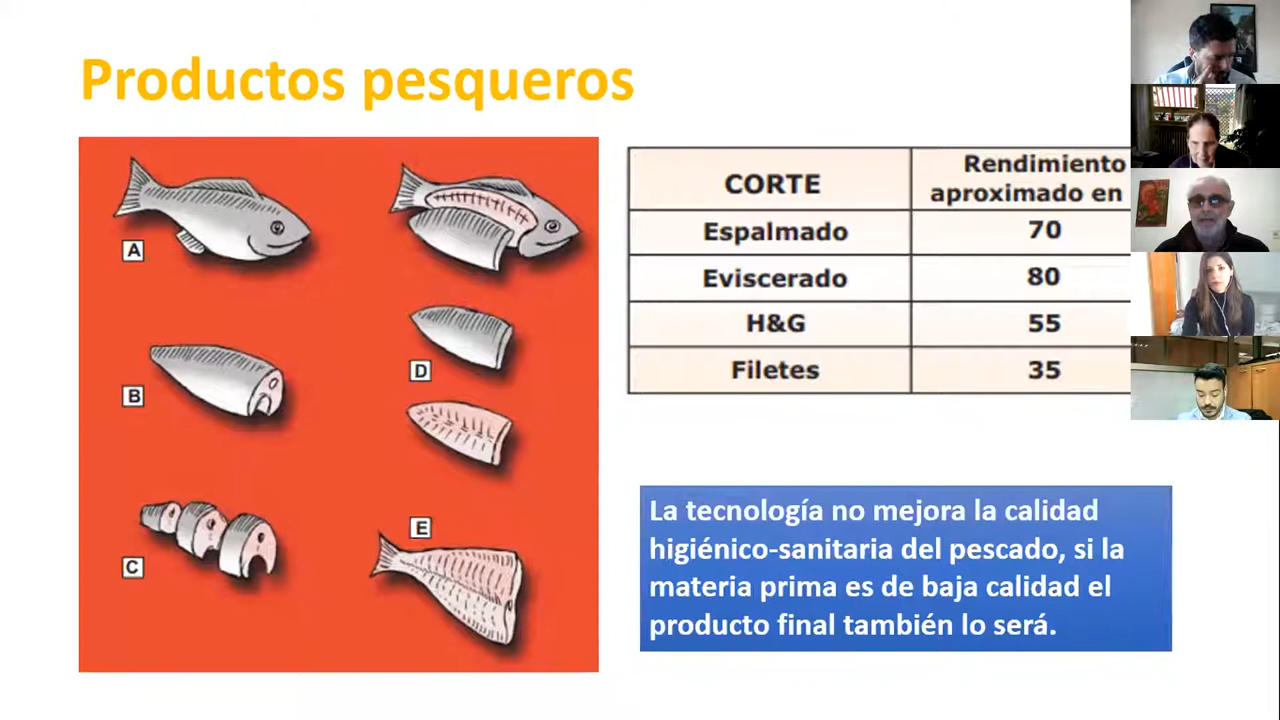 Productos pesqueros
A
B
C
D
E
CORTE
Rendimiento
aproximado en
Espalmado 70
Eviscerado 80
H&G 55
Filetes 35
La tecnología no mejora la calidad
higiénico-sanitaria del pescado, si la
materia prima es de baja calidad el
producto final también lo será.